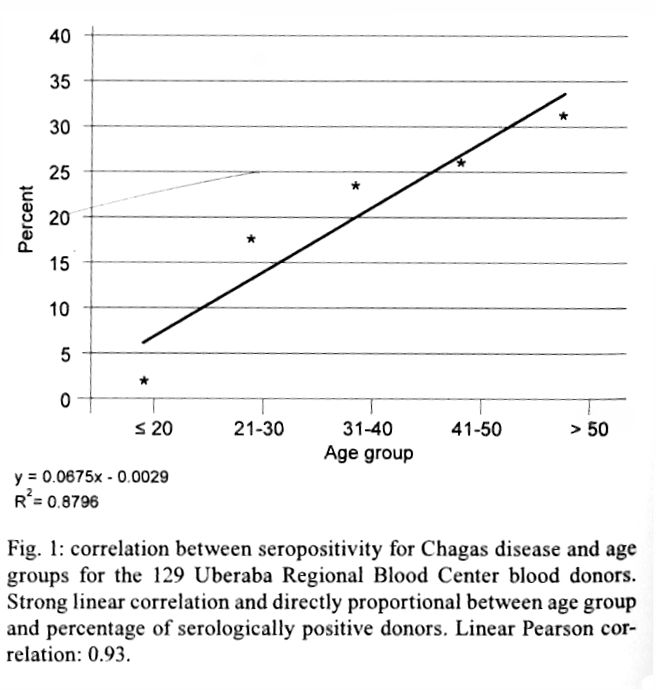 40
35
30
25
20
15
10
5
0
Percent
≤ 20 21-30 31-40 41-50 > 50
Age group
y = 0.0675x - 0.0029
R²= 0.8796
Fig. 1: correlation between seropositivity for Chagas disease and age
groups for the 129 Uberaba Regional Blood Center blood donors.
Strong linear correlation and directly proportional between age group
and percentage of serologically positive donors. Linear Pearson cor-
relation: 0.93.